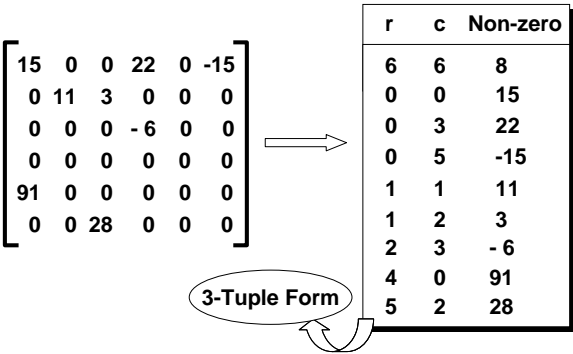 15 0 0 22 0 -15
0 11 3 0 0 0
0 0 0 - 6 0 0
0 0 0 0 0 0
91 0 0 0 0 0
0 0 28 0 0 0
r c Non-zero
6 6 8
0 0 15
0 3 22
0 5 -15
1 1 11
1 2 3
2 3 - 6
4 0 91
5 2 28
3-Tuple Form